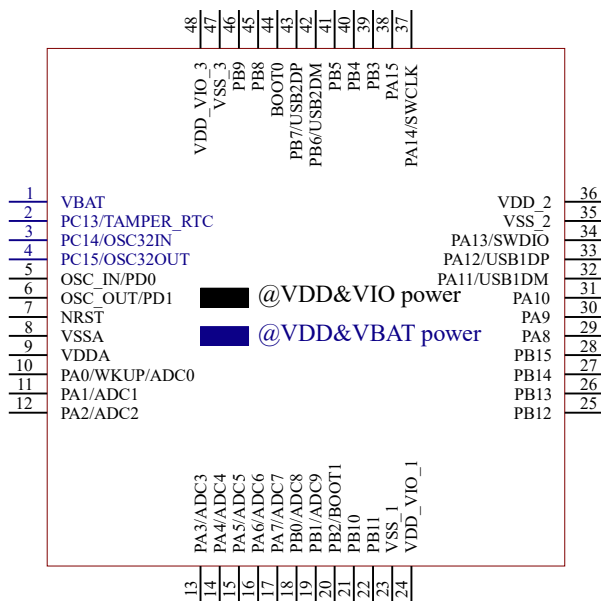 48 47 46 45 44 43 42 41 40 39 38 37
VDD_VIO_3
VSS_3
PB9
PB8
BOOT0
PB7/USB2DP
PB6/USB2DM
PB5
PB4
PB3
PA15
PA14/SWCLK
1 VBAT
2 PC13/TAMPER_RTC
3 PC14/OSC32IN
4 PC15/OSC32OUT
5 OSC_IN/PD0
6 OSC_OUT/PD1
7 NRST
8 VSSA
9 VDDA
10 PA0/WKUP/ADC0
11 PA1/ADC1
12 PA2/ADC2
@VDD&VIO power
@VDD&VBAT power
VDD_2 36
VSS_2 35
PA13/SWDIO 34
PA12/USB1DP 33
PA11/USB1DM 32
PA10 31
PA9 30
PA8 29
PB15 28
PB14 27
PB13 26
PB12 25
PA3/ADC3
PA4/ADC4
PA5/ADC5
PA6/ADC6
PA7/ADC7
PB0/ADC8
PB1/ADC9
PB2/BOOT1
PB10
PB11
VSS_1
VDD_VIO_1
13 14 15 16 17 18 19 20 21 22 23 24